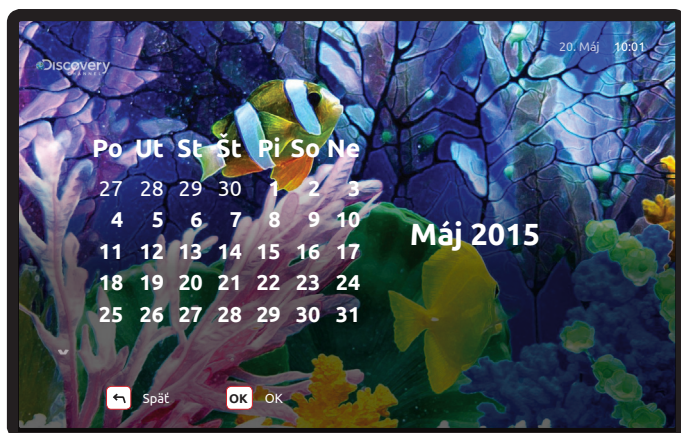 20. Máj 10:01
Discovery
CHANNEL
Po Ut St Št Pi So Ne
27 28 29 30 1 2 3
4 5 6 7 8 9 10
11 12 13 14 15 16 17
18 19 20 21 22 23 24
25 26 27 28 29 30 31
Máj 2015
Späť
OK OK